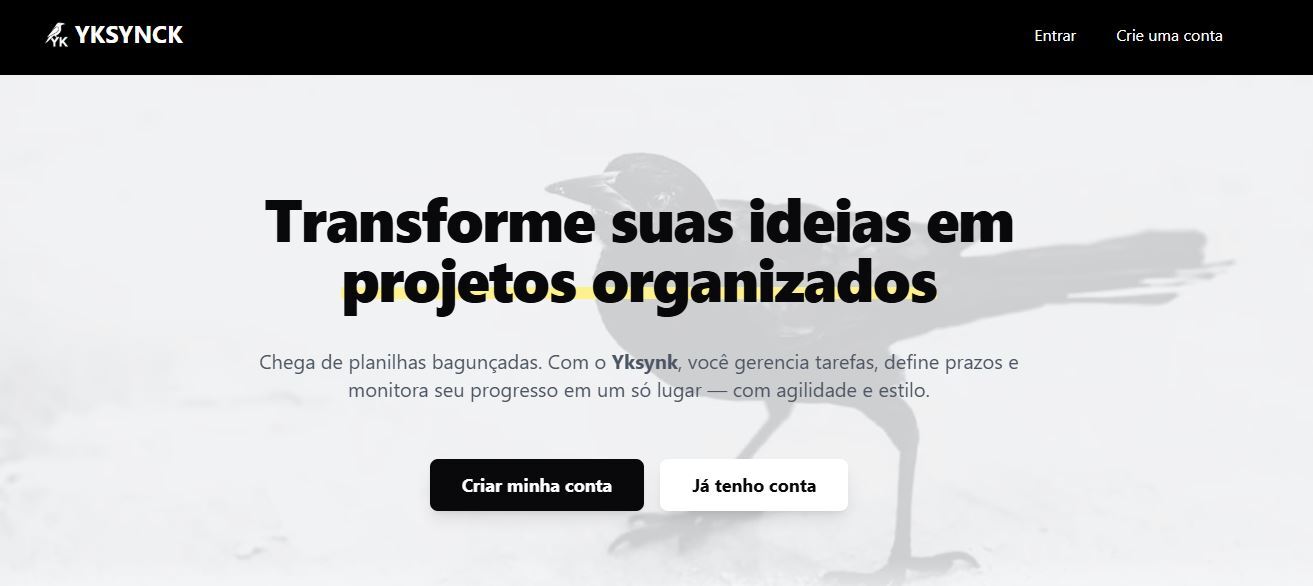 YK YKSYNCK
Entrar Crie uma conta
Transforme suas ideias em
projetos organizados
Chega de planilhas bagunçadas. Com o Yksynk, você gerencia tarefas, define prazos e
monitora seu progresso em um só lugar — com agilidade e estilo.
Criar minha conta Já tenho conta